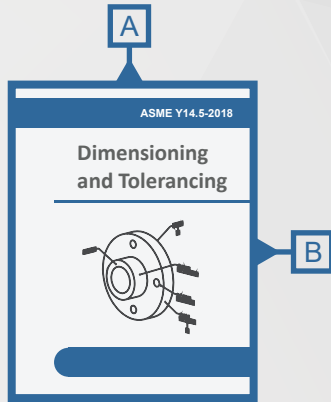 A
ASME Y14.5-2018
Dimensioning
and Tolerancing
B